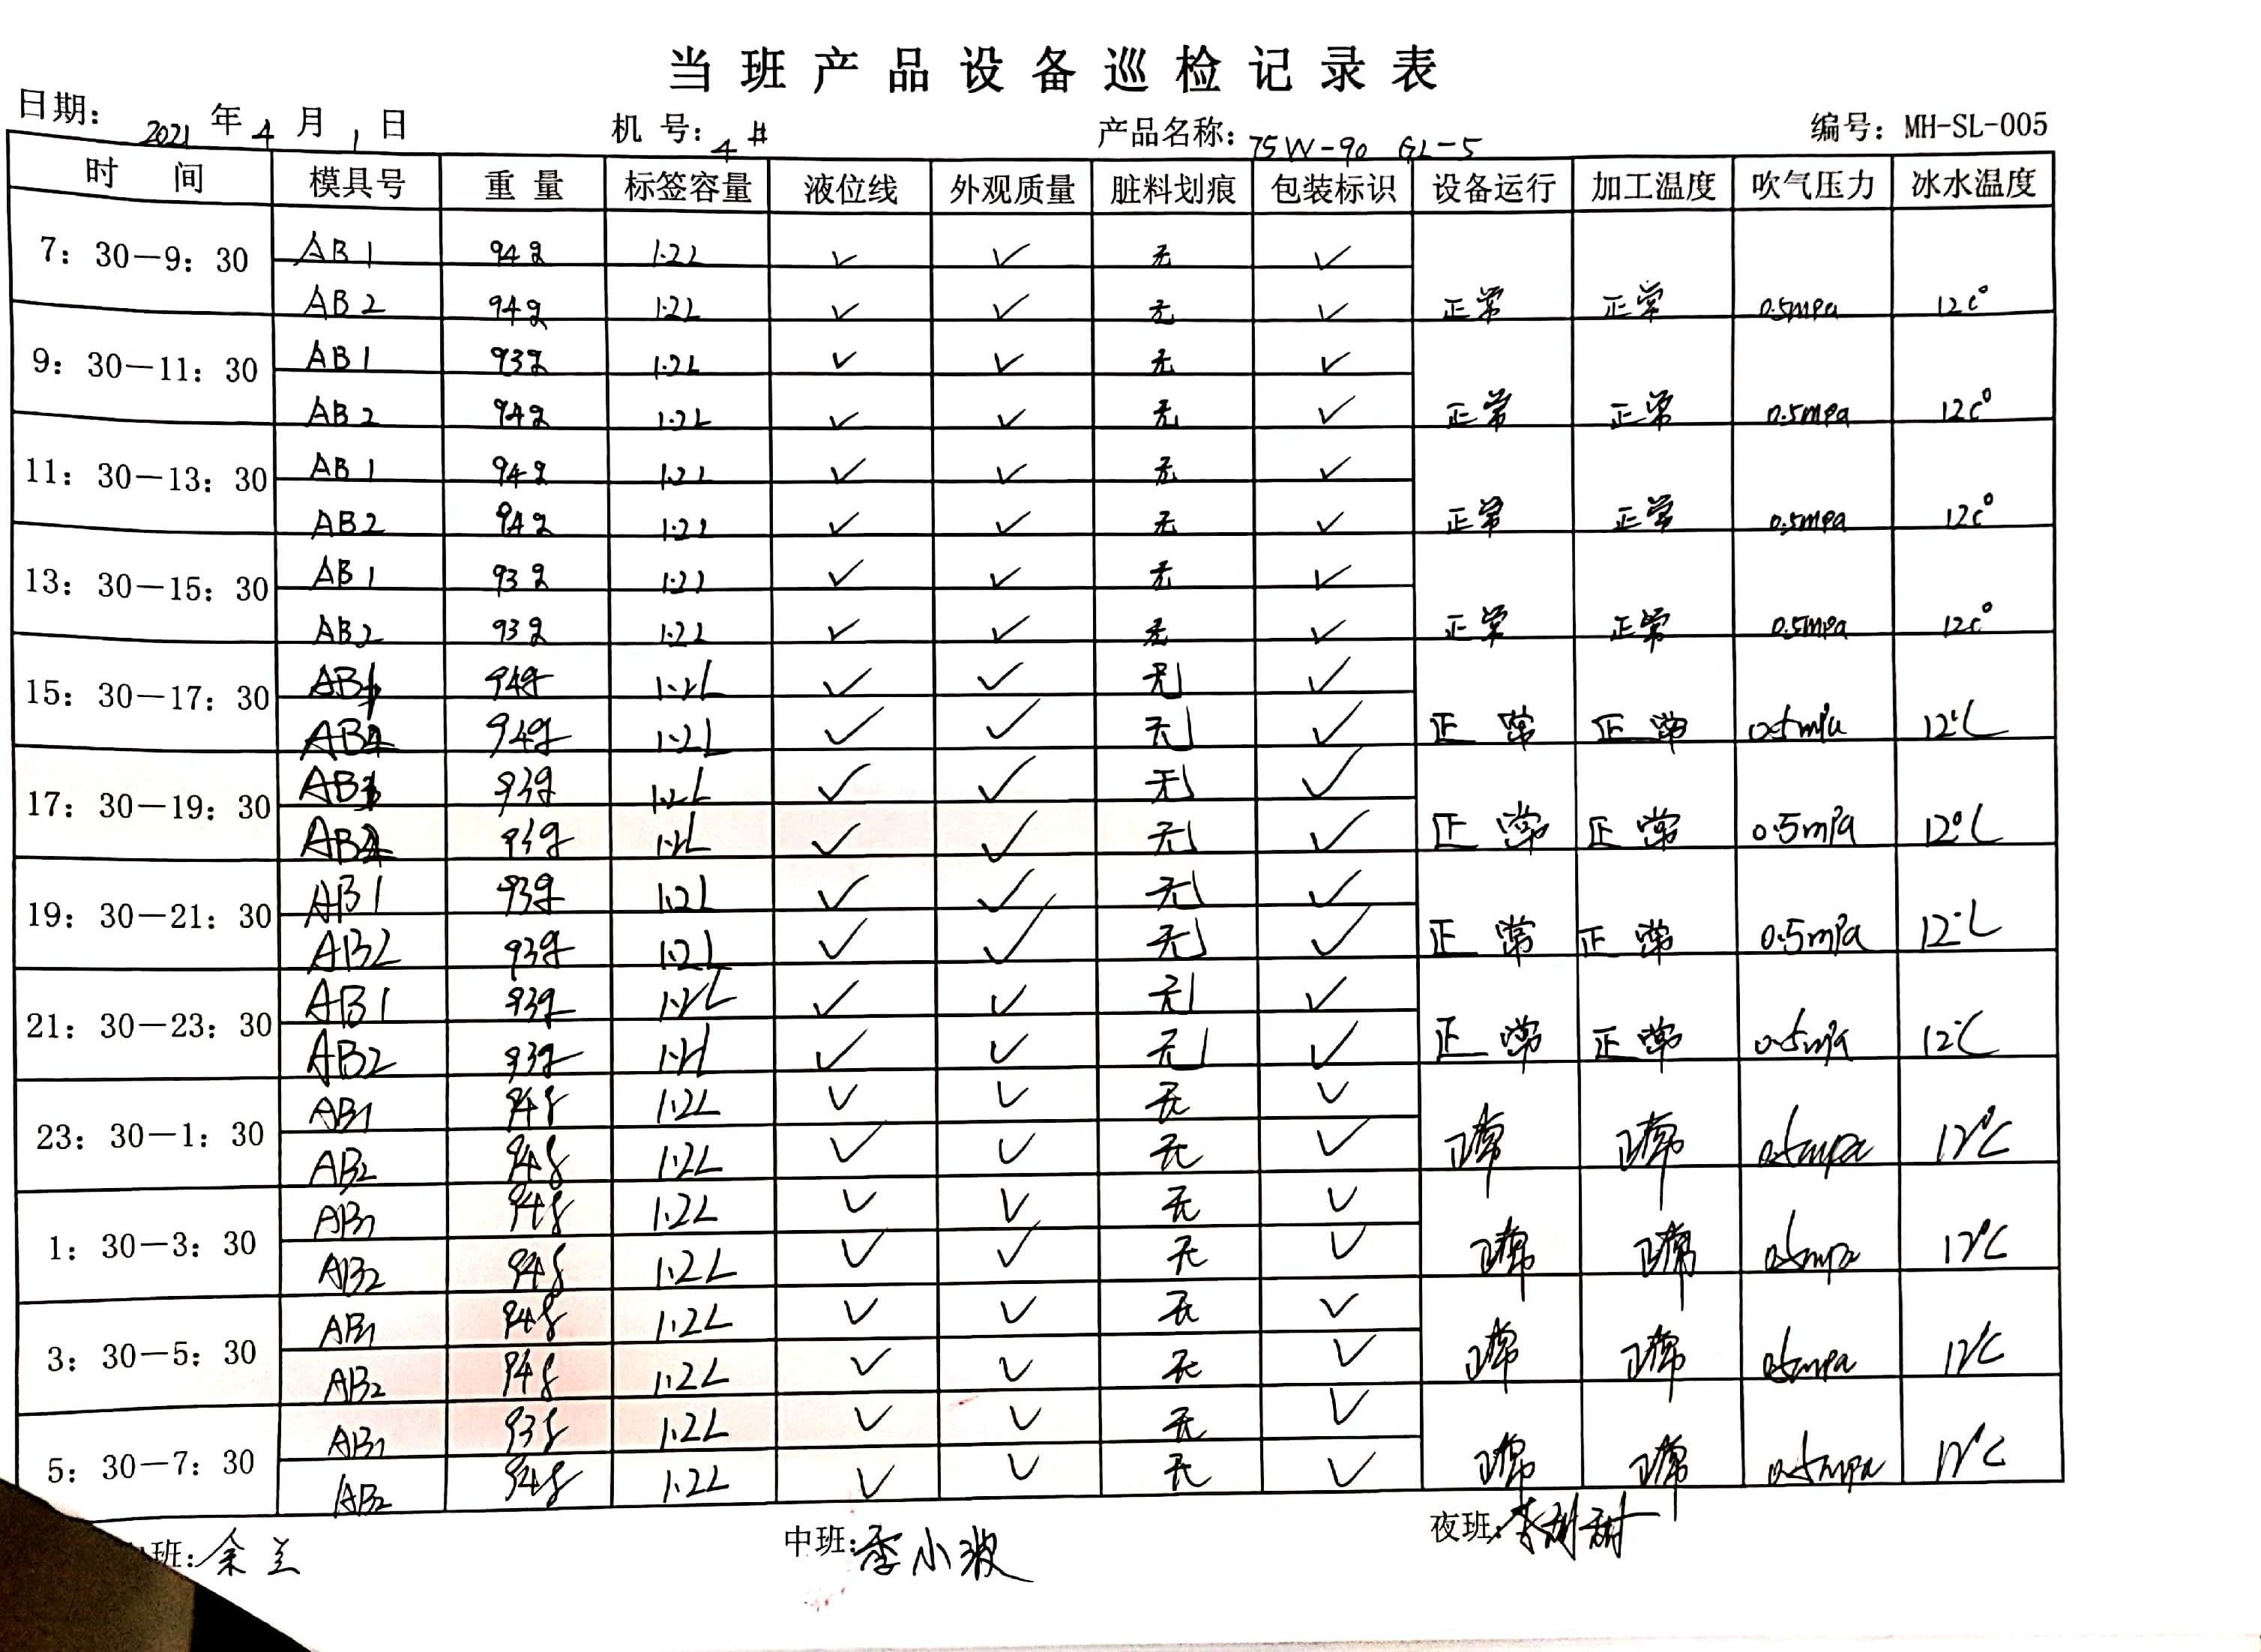 当班产品设备巡检记录表
日期: 2021 年 4 月 1 日 机号: 4# 产品名称: 75W-90 GL-5 编号: MH-SL-005
时间 模具号 重量 标签容量 液位线 外观质量 脏料划痕 包装标识 设备运行 加工温度 吹气压力 冰水温度
7:30—9:30 AB1 94g 1.2L ✓ ✓ 无 ✓
AB2 94g 1.2L ✓ ✓ 无 ✓ 正常 正常 0.5mpa 12C°
9:30—11:30 AB1 93g 1.2L ✓ ✓ 无 ✓
AB2 94g 1.2L ✓ ✓ 无 ✓ 正常 正常 0.5mpa 12C°
11:30—13:30 AB1 94g 1.2L ✓ ✓ 无 ✓
AB2 94g 1.2L ✓ ✓ 无 ✓ 正常 正常 0.5mpa 12C°
13:30—15:30 AB1 93g 1.2L ✓ ✓ 无 ✓
AB2 93g 1.2L ✓ ✓ 无 ✓ 正常 正常 0.5mpa 12C°
15:30—17:30 AB1 94g 1.2L ✓ ✓ 无 ✓
AB2 94g 1.2L ✓ ✓ 无 ✓ 正常 正常 0.5mpa 12℃
17:30—19:30 AB1 93g 1.2L ✓ ✓ 无 ✓
AB2 93g 1.2L ✓ ✓ 无 ✓ 正常 正常 0.5mpa 12℃
19:30—21:30 AB1 93g 1.2L ✓ ✓ 无 ✓
AB2 93g 1.2L ✓ ✓ 无 ✓ 正常 正常 0.5mpa 12℃
21:30—23:30 AB1 93g 1.2L ✓ ✓ 无 ✓
AB2 93g 1.2L ✓ ✓ 无 ✓ 正常 正常 0.5mpa 12℃
23:30—1:30 AB1 94g 1.2L ✓ ✓ 无 ✓
AB2 94g 1.2L ✓ ✓ 无 ✓ 正常 正常 0.5mpa 12℃
1:30—3:30 AB1 94g 1.2L ✓ ✓ 无 ✓
AB2 94g 1.2L ✓ ✓ 无 ✓ 正常 正常 0.5mpa 12℃
3:30—5:30 AB1 94g 1.2L ✓ ✓ 无 ✓
AB2 94g 1.2L ✓ ✓ 无 ✓ 正常 正常 0.5mpa 12℃
5:30—7:30 AB1 93g 1.2L ✓ ✓ 无 ✓
AB2 94g 1.2L ✓ ✓ 无 ✓ 正常 正常 0.5mpa 12℃
班: 余兰 中班: 季小波 夜班: 李甜甜